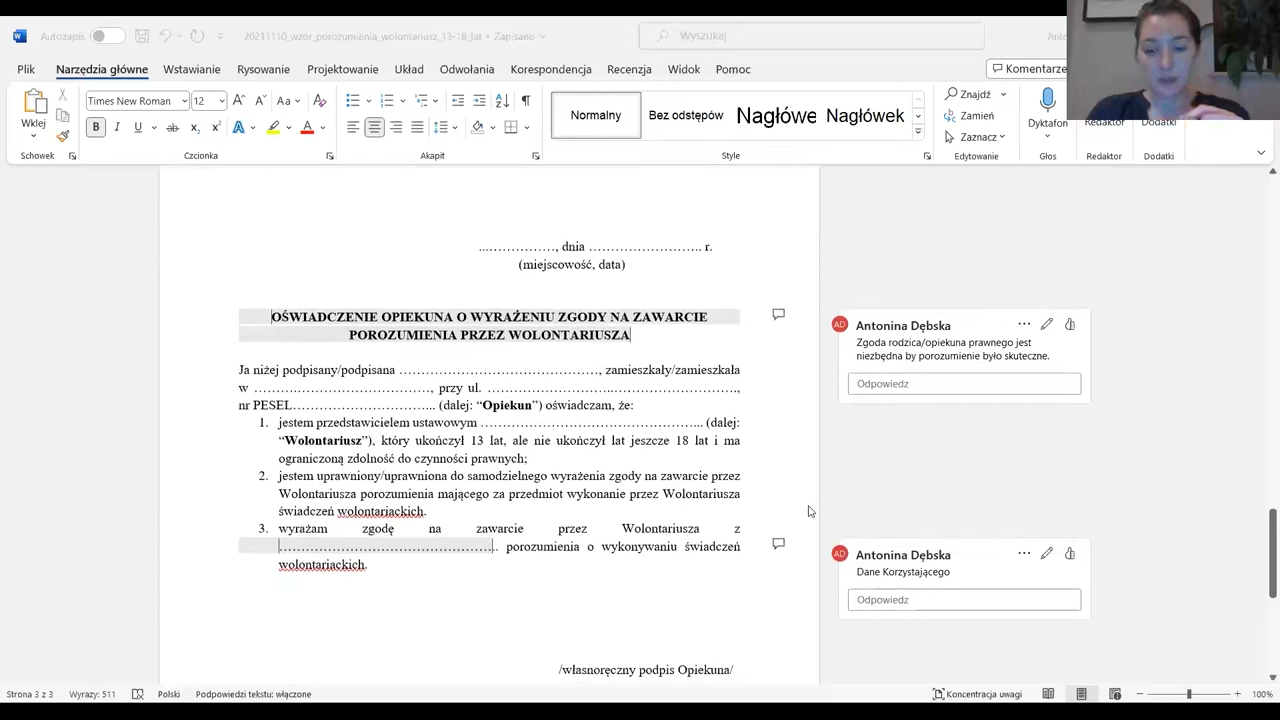 Autozapis
20211110_wzór_porozumienia_wolontariusz_13-18_lat • Zapisano
Wyszukaj
Plik Narzędzia główne Wstawianie Rysowanie Projektowanie Układ Odwołania Korespondencji Recenzja Widok Pomoc Komentarze
Wklej
Times New Roman 12
Normalny Bez odstępów Nagłówe Nagłówek
Znajdź
Zamień
Zaznacz
Dyktafon Redaktor Dodatki
Schowek Czcionka Akapit Style Edytowanie Głos Redaktor Dodatki
...……………, dnia …………………….. r.
(miejscowość, data)
OŚWIADCZENIE OPIEKUNA O WYRAŻENIU ZGODY NA ZAWARCIE
POROZUMIENIA PRZEZ WOLONTARIUSZA
Ja niżej podpisany/podpisana ………………………………………, zamieszkały/zamieszkała
w …………………………………, przy ul. ………………………..……………………….,
nr PESEL………………………….. (dalej: “Opiekun”) oświadczam, że:
1. jestem przedstawicielem ustawowym ………………………………………….. (dalej:
“Wolontariusz”), który ukończył 13 lat, ale nie ukończył lat jeszcze 18 lat i ma
ograniczoną zdolność do czynności prawnych;
2. jestem uprawniony/uprawniona do samodzielnego wyrażenia zgody na zawarcie przez
Wolontariusza porozumienia mającego za przedmiot wykonanie przez Wolontariusza
świadczeń wolontariackich.
3. wyrażam zgodę na zawarcie przez Wolontariusza z
………………………………………….. porozumienia o wykonywaniu świadczeń
wolontariackich.
/własnoręczny podpis Opiekuna/
AD Antonina Dębska
Zgoda rodzica/opiekuna prawnego jest
niezbędna by porozumienie było skuteczne.
Odpowiedz
AD Antonina Dębska
Dane Korzystającego
Odpowiedz
Strona 3 z 3 Wyrazy: 511 Polski Podpowiedzi tekstu: włączone Koncentracja uwagi 100%